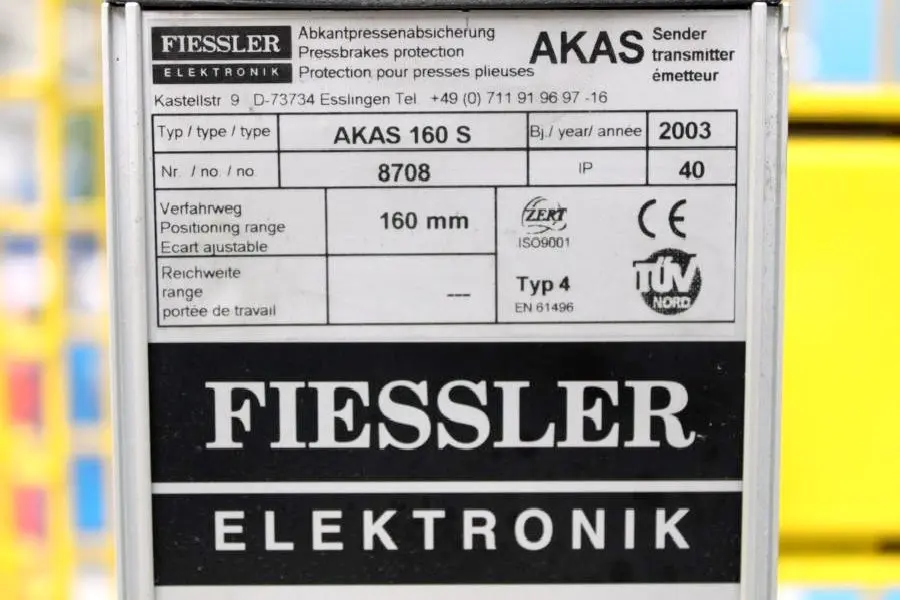 FIESSLER
ELEKTRONIK
Abkantpressenabsicherung
Pressbrakes protection
Protection pour presses plieuses
AKAS
Sender
transmitter
émetteur
Kastellstr 9 D-73734 Esslingen Tel +49 (0) 711 91 96 97 -16
Typ / type / type AKAS 160 S Bj./ year/ année 2003
Nr. / no. / no 8708 IP 40
Verfahrweg
Positioning range
Ecart ajustable
160 mm
Reichweite
range
portée de travail
---
ZERT
ISO9001
CE
Typ 4
EN 61496
TÜV
NORD
FIESSLER
ELEKTRONIK